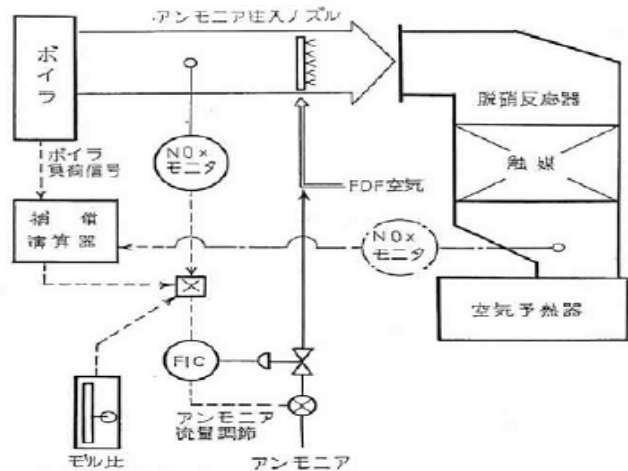 アンモニア注入ノズル
ボイラ
脱硝反応器
NOx
モニタ
ボイラ
負荷信号
触媒
FDF空気
補償
演算器
NOx
モニタ
空気予熱器
FIC
アンモニア
流量調節
モル比
アンモニア